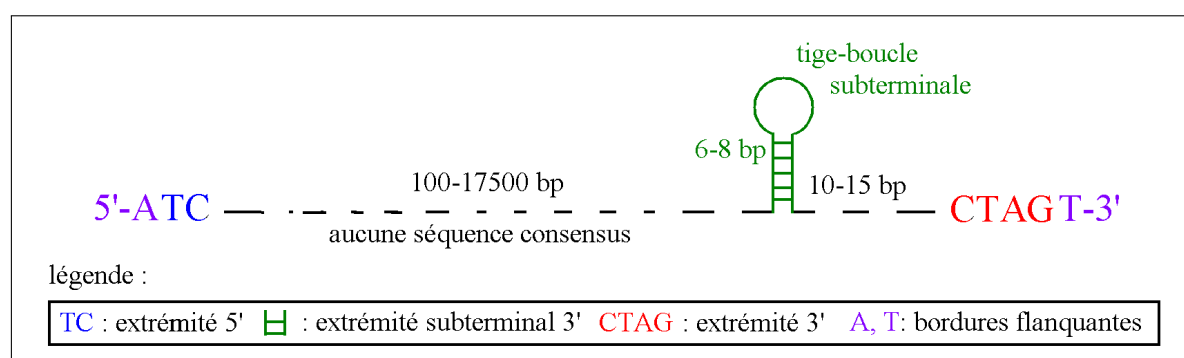 tige-boucle
subterminale
6-8 bp
100-17500 bp
10-15 bp
5'-ATC
CTAGT-3'
aucune séquence consensus
légende :
TC : extrémité 5' : extrémité subterminal 3' CTAG : extrémité 3' A, T: bordures flanquantes